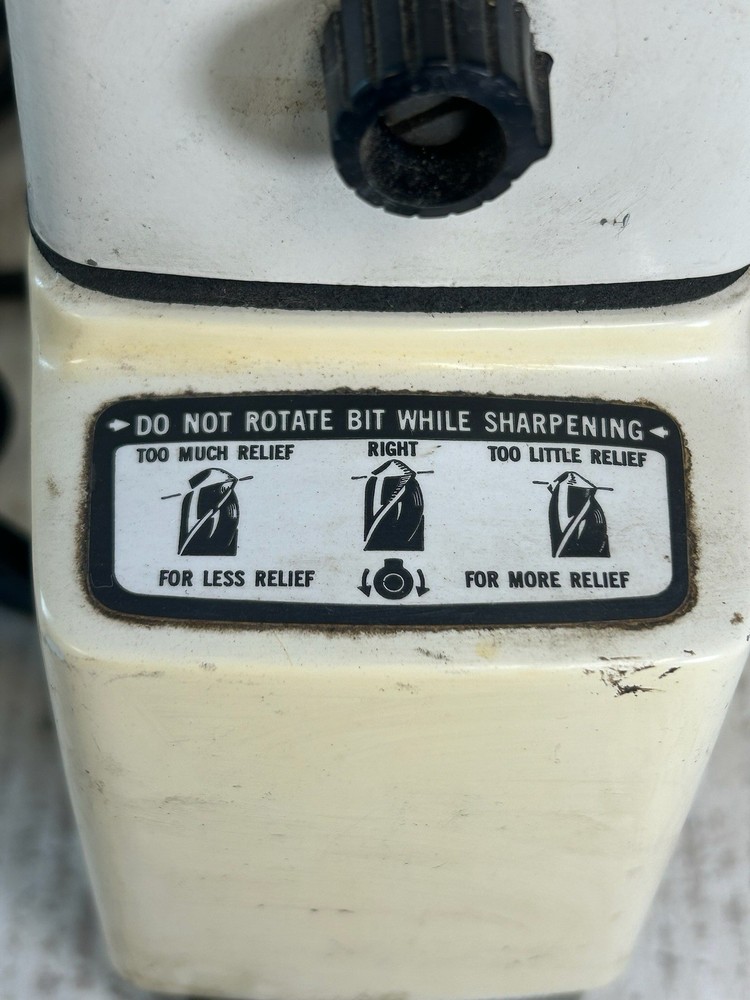 DO NOT ROTATE BIT WHILE SHARPENING
TOO MUCH RELIEF RIGHT TOO LITTLE RELIEF
FOR LESS RELIEF FOR MORE RELIEF